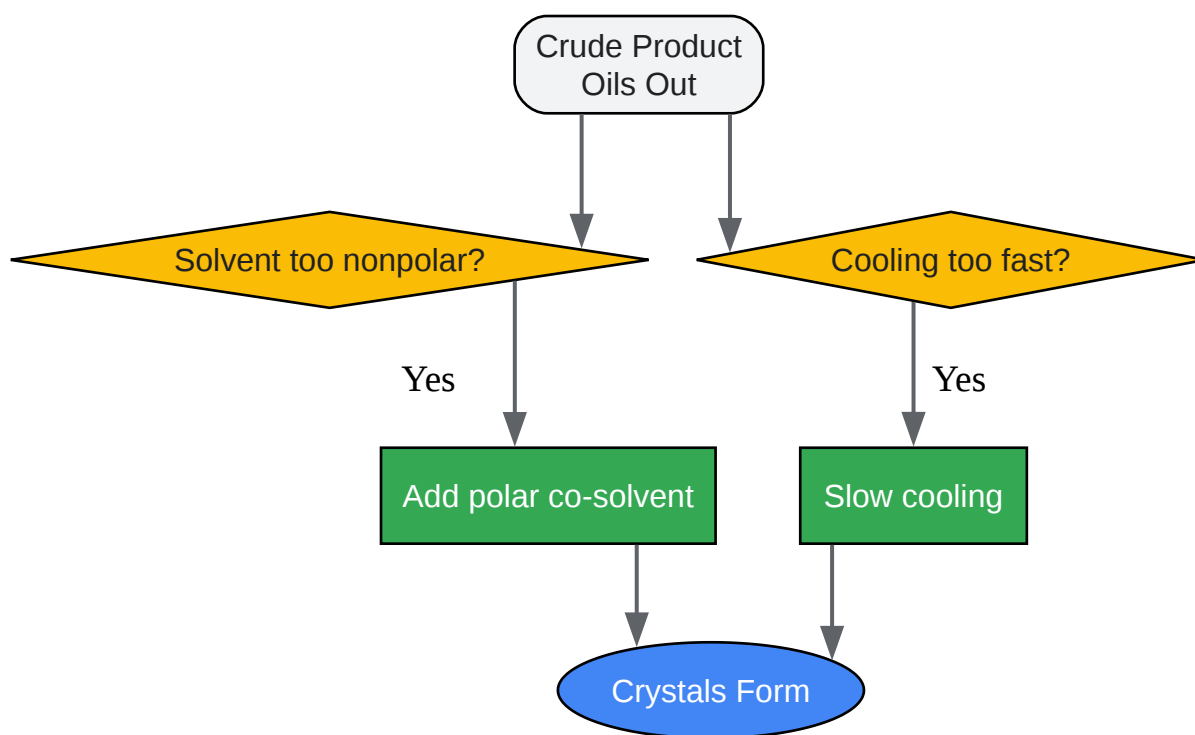 Crude Product
Oils Out
Solvent too nonpolar?
Cooling too fast?
Yes
Yes
Add polar co-solvent
Slow cooling
Crystals Form